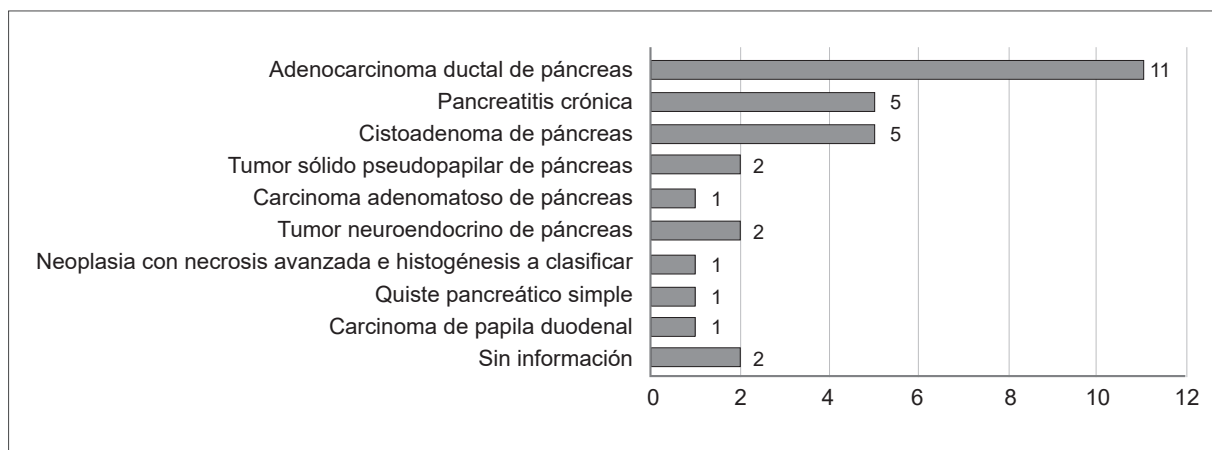 Adenocarcinoma ductal de páncreas 11
Pancreatitis crónica 5
Cistoadenoma de páncreas 5
Tumor sólido pseudopapilar de páncreas 2
Carcinoma adenomatoso de páncreas 1
Tumor neuroendocrino de páncreas 2
Neoplasia con necrosis avanzada e histogénesis a clasificar 1
Quiste pancreático simple 1
Carcinoma de papila duodenal 1
Sin información 2
0 2 4 6 8 10 12